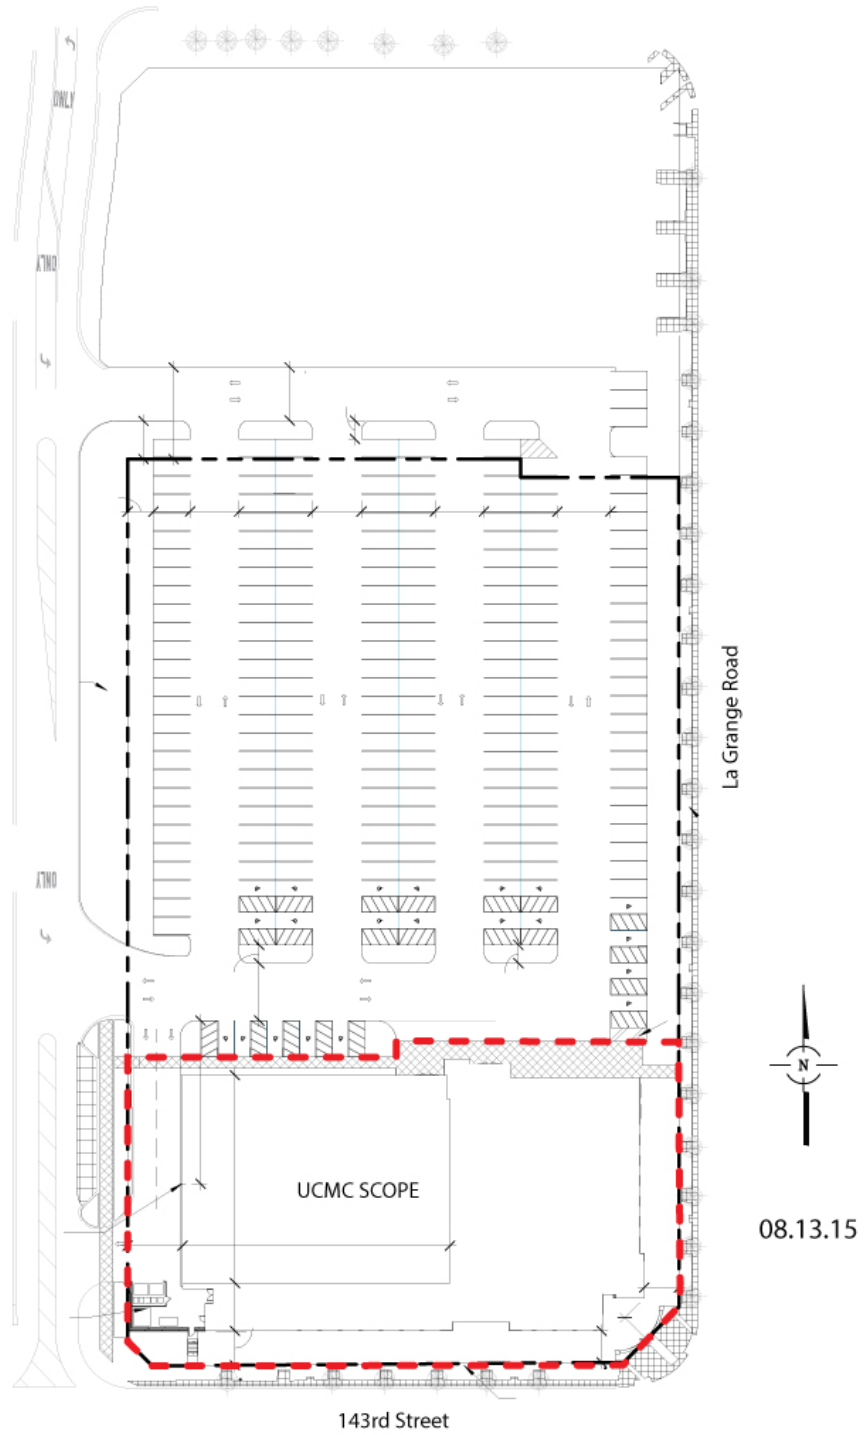 ONLY
ONLY
La Grange Road
ONLY
N
UCMC SCOPE
08.13.15
143rd Street